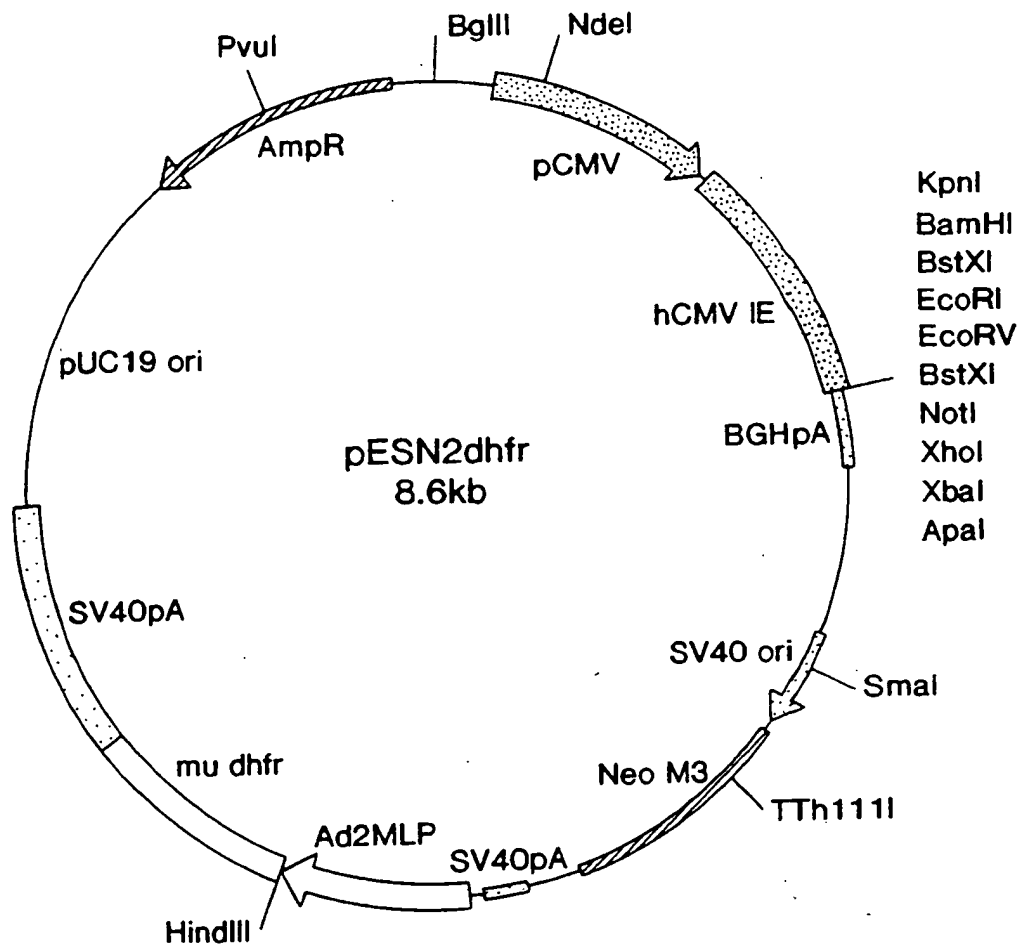 BglII
NdeI
PvuI
AmpR
pCMV
KpnI
BamHI
BstXI
EcoRI
EcoRV
BstXI
NotI
XhoI
XbaI
ApaI
hCMV IE
pUC19 ori
BGHpA
pESN2dhfr
8.6kb
SV40pA
SV40 ori
SmaI
mu dhfr
Neo M3
TTh111I
Ad2MLP
SV40pA
HindIII